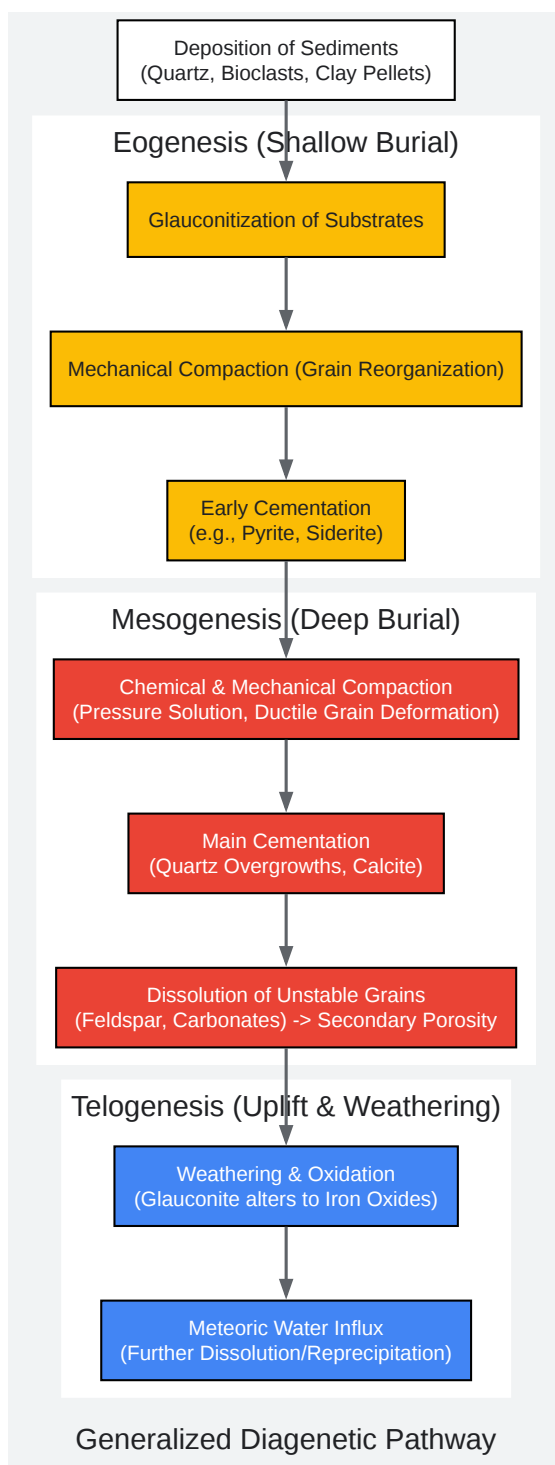 Deposition of Sediments
(Quartz, Bioclasts, Clay Pellets)
Eogenesis (Shallow Burial)
Glauconitization of Substrates
Mechanical Compaction (Grain Reorganization)
Early Cementation
(e.g., Pyrite, Siderite)
Mesogenesis (Deep Burial)
Chemical & Mechanical Compaction
(Pressure Solution, Ductile Grain Deformation)
Main Cementation
(Quartz Overgrowths, Calcite)
Dissolution of Unstable Grains
(Feldspar, Carbonates) -> Secondary Porosity
Telogenesis (Uplift & Weathering)
Weathering & Oxidation
(Glauconite alters to Iron Oxides)
Meteoric Water Influx
(Further Dissolution/Reprecipitation)
Generalized Diagenetic Pathway